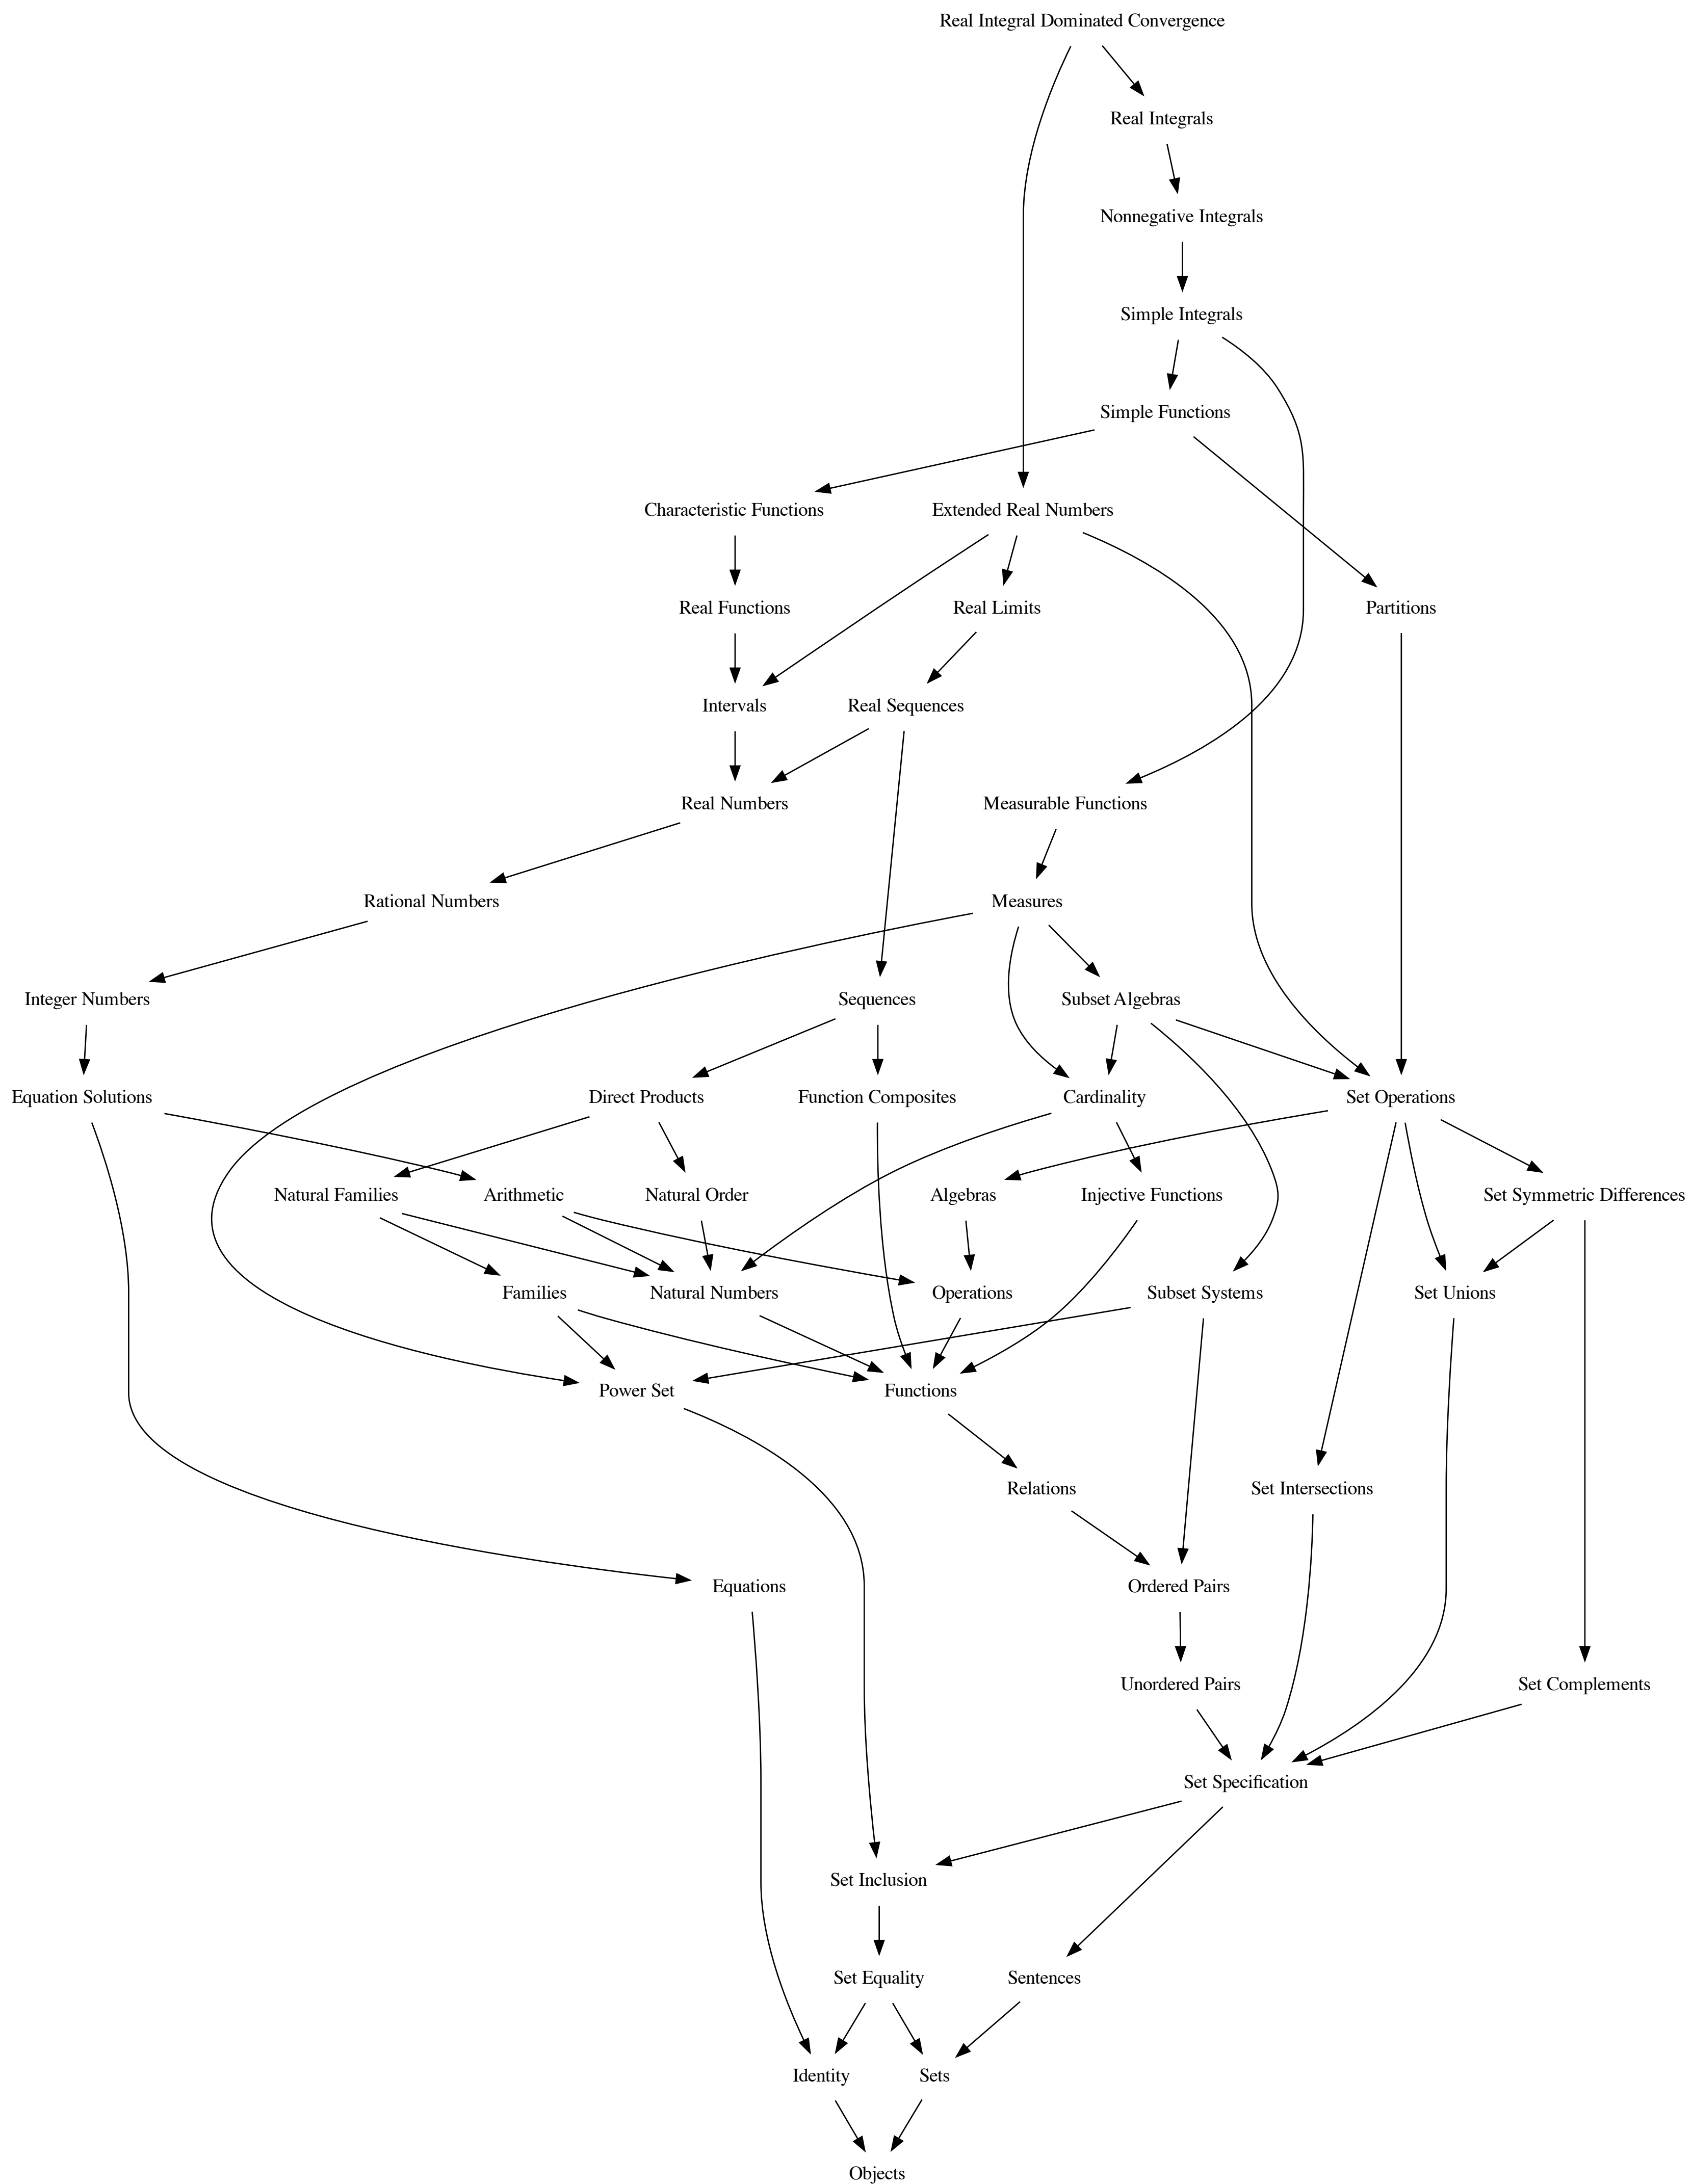 Real Integral Dominated Convergence
Real Integrals
Nonnegative Integrals
Simple Integrals
Simple Functions
Characteristic Functions
Extended Real Numbers
Real Functions
Real Limits
Partitions
Intervals
Real Sequences
Real Numbers
Measurable Functions
Rational Numbers
Measures
Integer Numbers
Sequences
Subset Algebras
Equation Solutions
Direct Products
Function Composites
Cardinality
Set Operations
Natural Families
Arithmetic
Natural Order
Algebras
Injective Functions
Set Symmetric Differences
Families
Natural Numbers
Operations
Subset Systems
Set Unions
Power Set
Functions
Relations
Set Intersections
Equations
Ordered Pairs
Unordered Pairs
Set Complements
Set Specification
Set Inclusion
Set Equality
Sentences
Identity
Sets
Objects